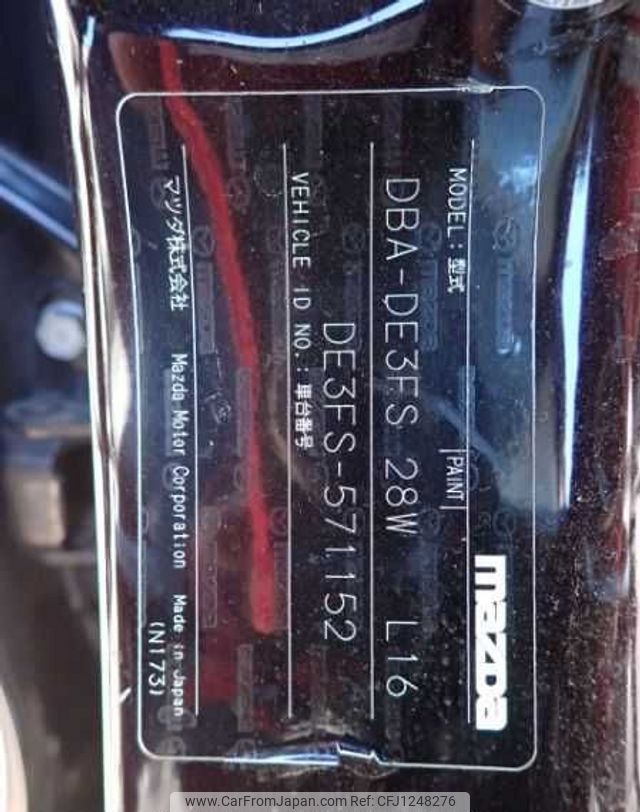 mazda
MODEL:型式 PAINT
DBA-DE3FS 28W L16
VEHICLE ID NO.:車台番号
DE3FS-571152
マツダ株式会社 Mazda Motor Corporation Made in Japan
(N173)
www.CarFromJapan.com - CFJ1248276